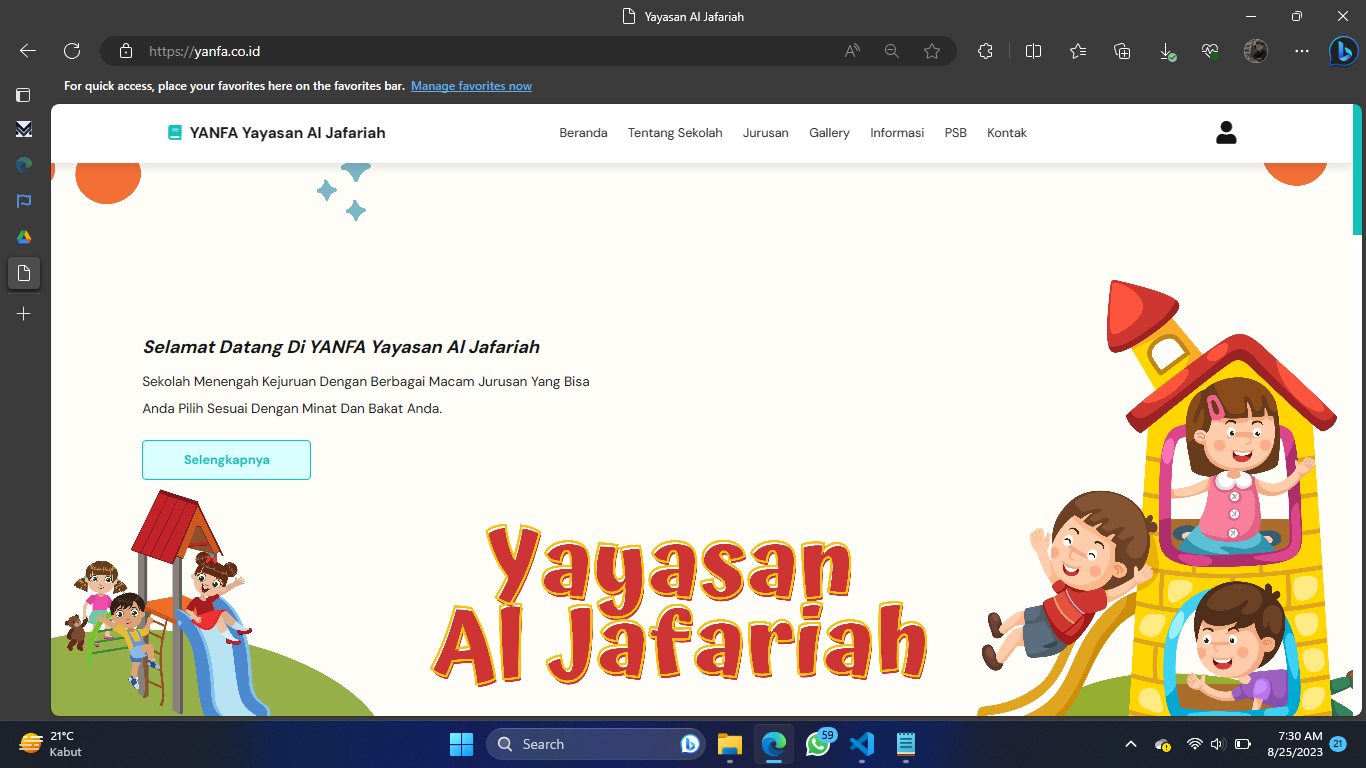 Yayasan Al Jafariah
https://yanfa.co.id
For quick access, place your favorites here on the favorites bar. Manage favorites now
YANFA Yayasan Al Jafariah
Beranda Tentang Sekolah Jurusan Gallery Informasi PSB Kontak
Selamat Datang Di YANFA Yayasan Al Jafariah
Sekolah Menengah Kejuruan Dengan Berbagai Macam Jurusan Yang Bisa
Anda Pilih Sesuai Dengan Minat Dan Bakat Anda.
Selengkapnya
Yayasan
Al Jafariah
21°C
Kabut
Search
59
7:30 AM
8/25/2023
21